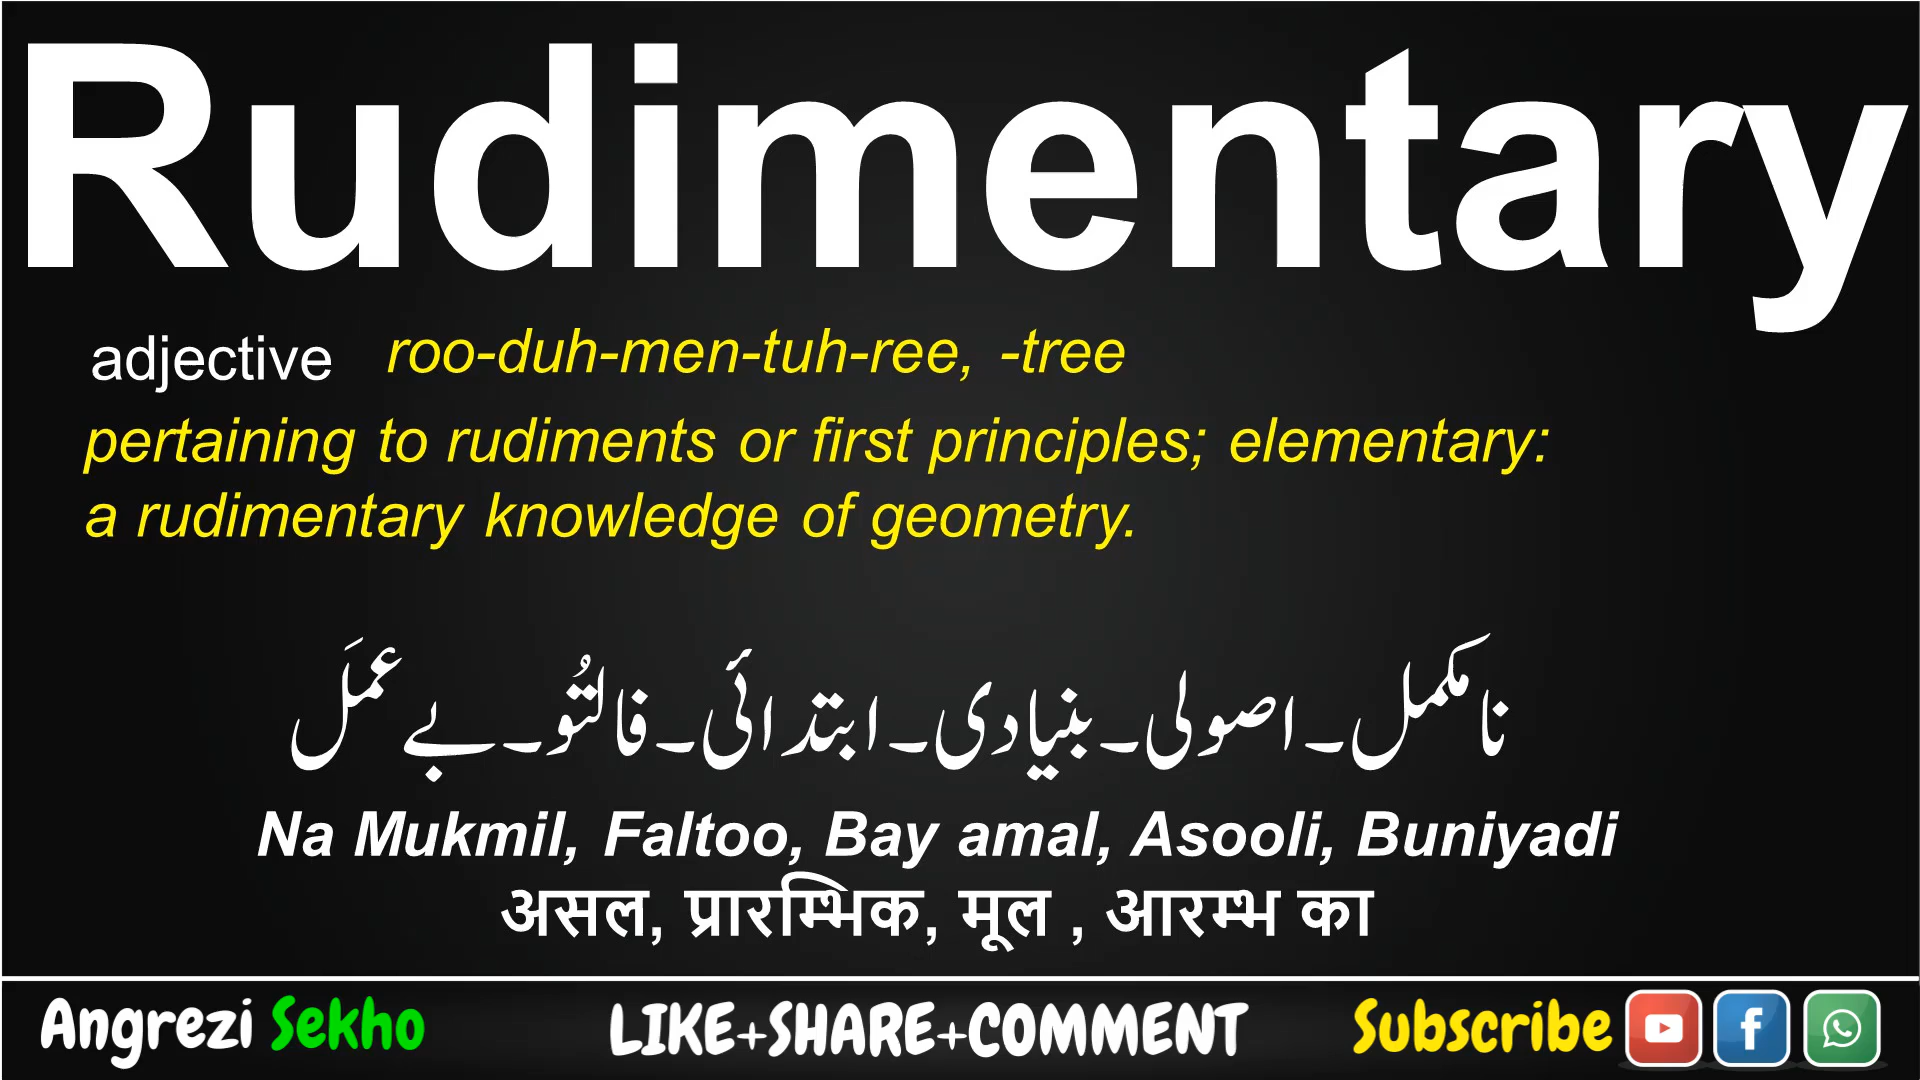 Rudimentary
adjective roo-duh-men-tuh-ree, -tree
pertaining to rudiments or first principles; elementary:
a rudimentary knowledge of geometry.
نامکمل۔اصولی۔بنیادی۔ابتدائی۔فالتُو۔بےعمَل
Na Mukmil, Faltoo, Bay amal, Asooli, Buniyadi
असल, प्रारम्भिक, मूल , आरम्भ का
Angrezi Sekho LIKE+SHARE+COMMENT Subscribe